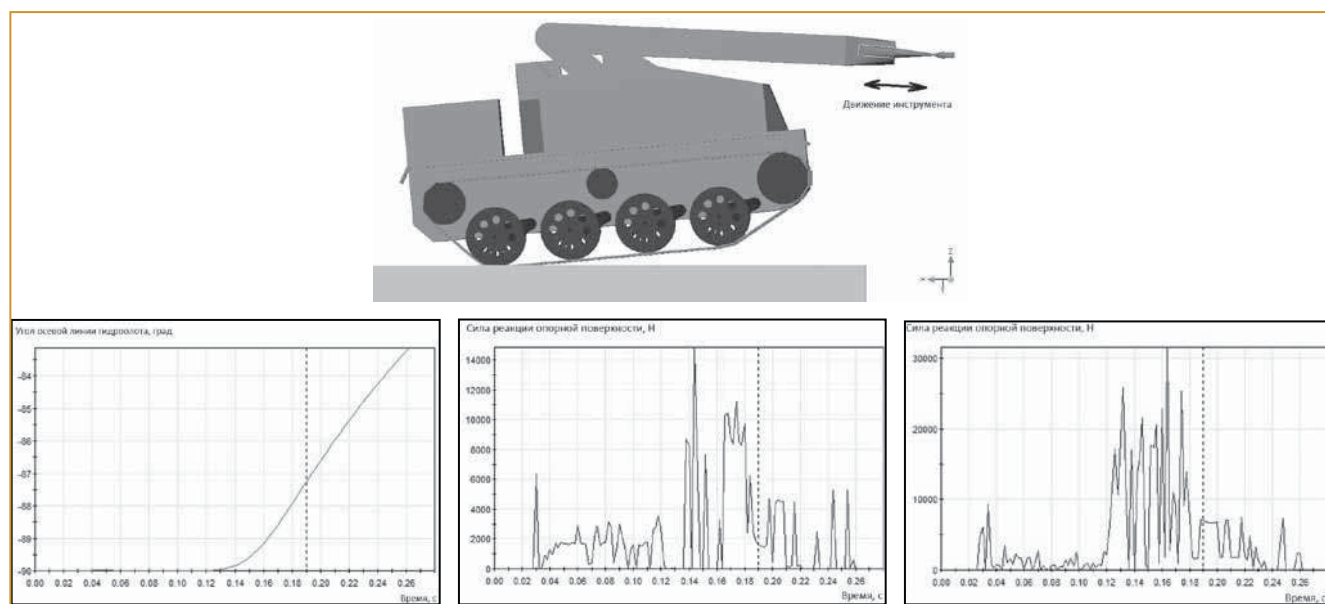 Движение инструмента
z
x
Угол осевой линии гидромолота, град
-84
-85
-86
-87
-88
-89
-90
0.00 0.02 0.04 0.06 0.08 0.10 0.12 0.14 0.16 0.18 0.20 0.22 0.24 0.26
Время, с
Сила реакции опорной поверхности, Н
14000
12000
10000
8000
6000
4000
2000
0
0.00 0.02 0.04 0.06 0.08 0.10 0.12 0.14 0.16 0.18 0.20 0.22 0.24 0.26
Время, с
Сила реакции опорной поверхности, Н
30000
20000
10000
0
0.00 0.02 0.04 0.06 0.08 0.10 0.12 0.14 0.16 0.18 0.20 0.22 0.24 0.26
Время, с